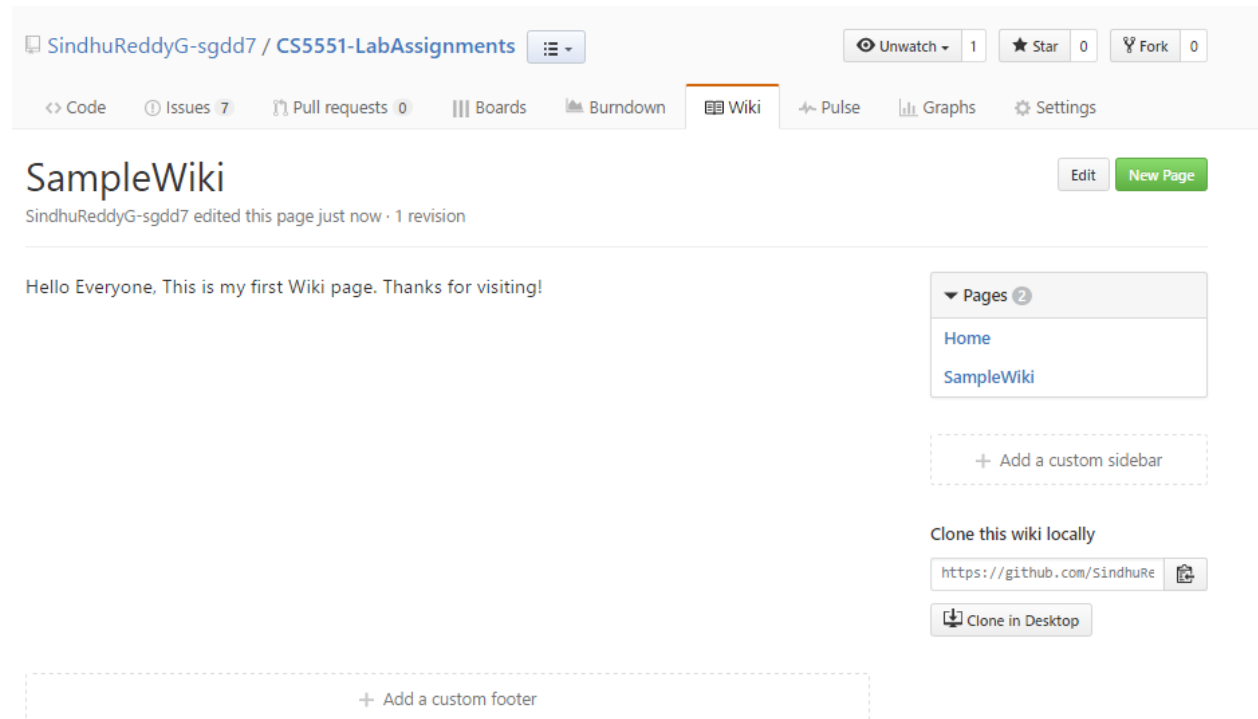 SindhuReddyG-sgdd7 / CS5551-LabAssignments
Unwatch 1 Star 0 Fork 0
<> Code Issues 7 Pull requests 0 Boards Burndown Wiki Pulse Graphs Settings
SampleWiki
Edit New Page
SindhuReddyG-sgdd7 edited this page just now · 1 revision
Hello Everyone, This is my first Wiki page. Thanks for visiting!
Pages 2
Home
SampleWiki
+ Add a custom sidebar
Clone this wiki locally
https://github.com/SindhuRe
Clone in Desktop
+ Add a custom footer